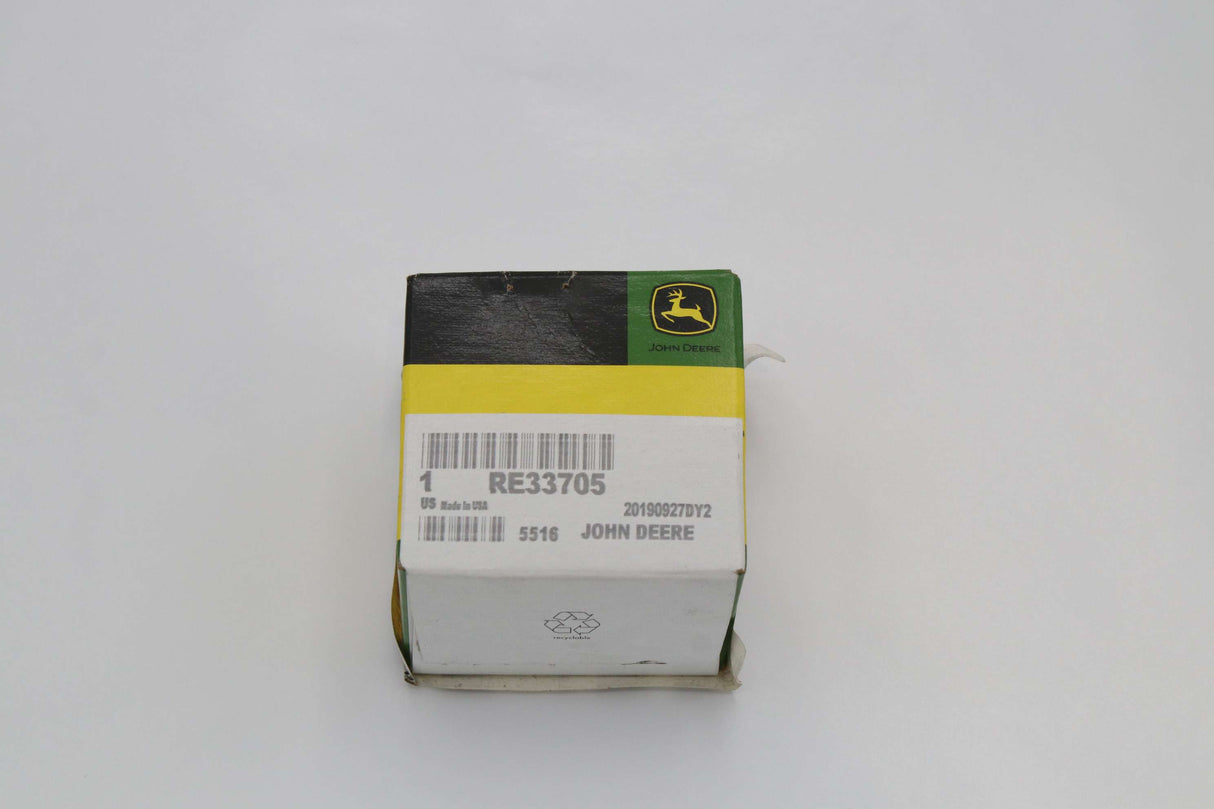 JOHN DEERE
1 RE33705
US Made in USA
20190927DY2
5516 JOHN DEERE
recyclable